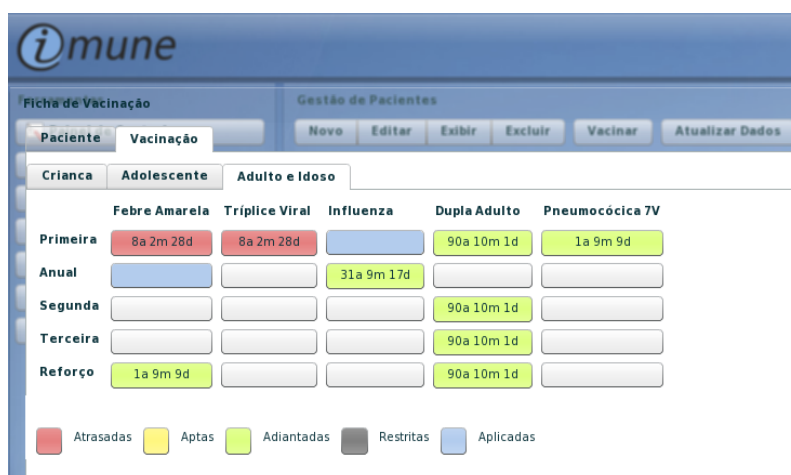 imune
Ficha de Vacinação
Gestão de Pacientes
Novo Editar Exibir Excluir Vacinar Atualizar Dados
Paciente Vacinação
Crianca Adolescente Adulto e Idoso
Febre Amarela Tríplice Viral Influenza Dupla Adulto Pneumocócica 7V
Primeira 8a 2m 28d 8a 2m 28d 90a 10m 1d 1a 9m 9d
Anual 31a 9m 17d
Segunda 90a 10m 1d
Terceira 90a 10m 1d
Reforço 1a 9m 9d 90a 10m 1d
Atrasadas Aptas Adiantadas Restritas Aplicadas